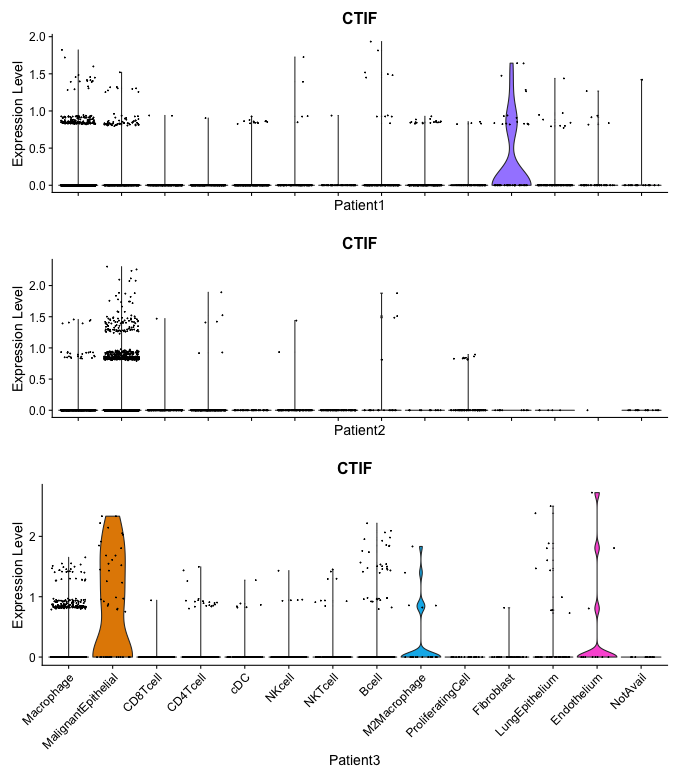 CTIF
Expression Level
2.0
1.5
1.0
0.5
0.0
Patient1
CTIF
Expression Level
2.0
1.5
1.0
0.5
0.0
Patient2
CTIF
Expression Level
2
1
0
Macrophage
MalignantEpithelial
CD8Tcell
CD4Tcell
cDC
NKcell
NKTcell
Bcell
M2Macrophage
ProliferatingCell
Fibroblast
LungEpithelium
Endothelium
NotAvail
Patient3